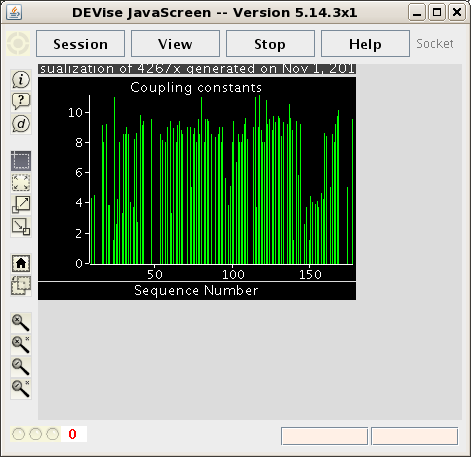 DEVise JavaScreen -- Version 5.14.3x1
Session View Stop Help Socket
sualization of 4267x generated on Nov 1, 201
Coupling constants
10
8
6
4
2
0
50 100 150
Sequence Number
i
?
d
0